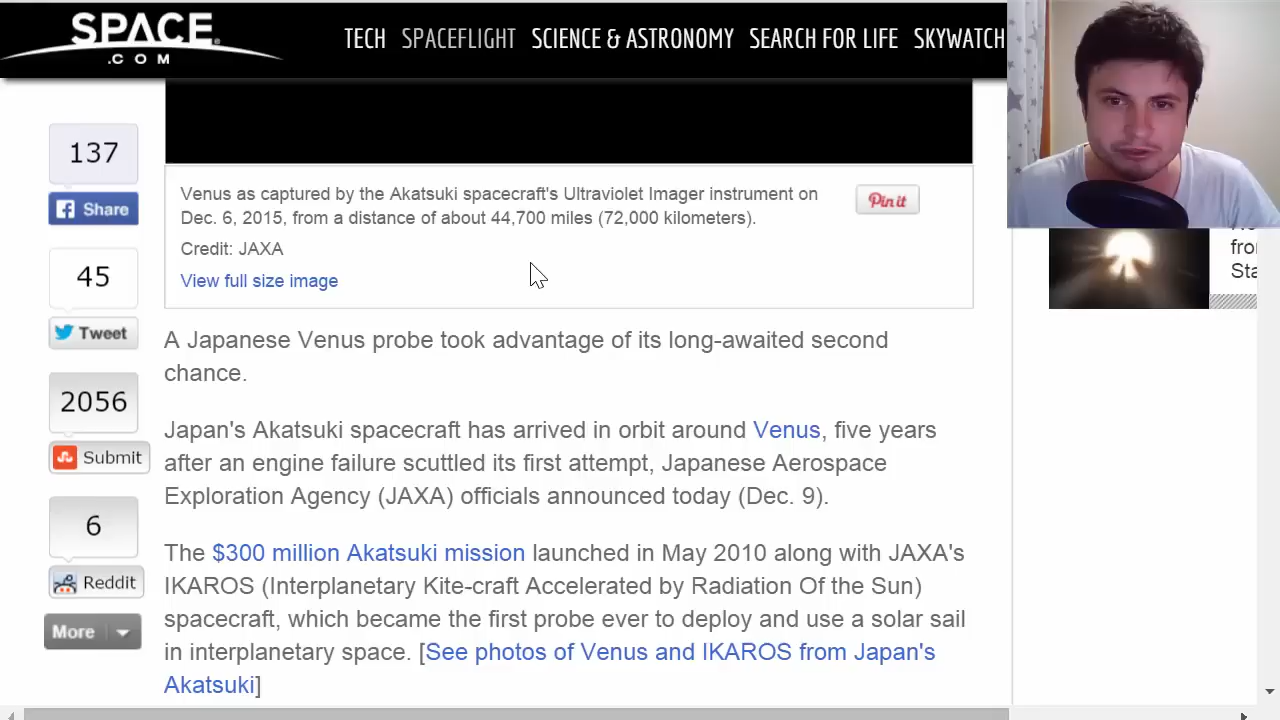 SPACE
.COM
TECH SPACEFLIGHT SCIENCE & ASTRONOMY SEARCH FOR LIFE SKYWATCH
137
Share
45
Tweet
2056
Submit
6
Reddit
More
Venus as captured by the Akatsuki spacecraft's Ultraviolet Imager instrument on
Dec. 6, 2015, from a distance of about 44,700 miles (72,000 kilometers).
Credit: JAXA
View full size image
Pin it
A Japanese Venus probe took advantage of its long-awaited second
chance.
Japan's Akatsuki spacecraft has arrived in orbit around Venus, five years
after an engine failure scuttled its first attempt, Japanese Aerospace
Exploration Agency (JAXA) officials announced today (Dec. 9).
The $300 million Akatsuki mission launched in May 2010 along with JAXA's
IKAROS (Interplanetary Kite-craft Accelerated by Radiation Of the Sun)
spacecraft, which became the first probe ever to deploy and use a solar sail
in interplanetary space. [See photos of Venus and IKAROS from Japan's
Akatsuki]